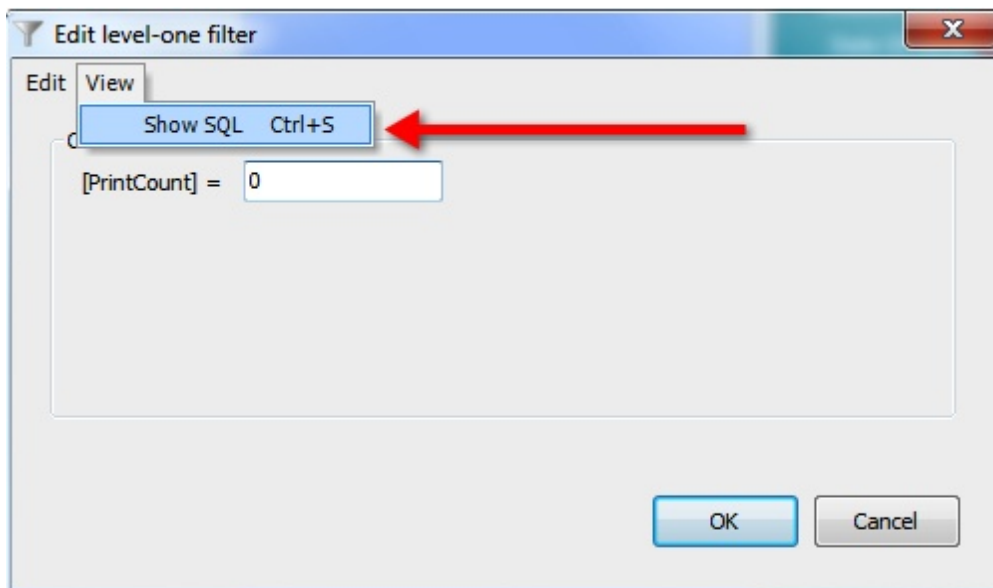 Edit level-one filter
Edit View
Show SQL Ctrl+S
[PrintCount] = 0
OK Cancel